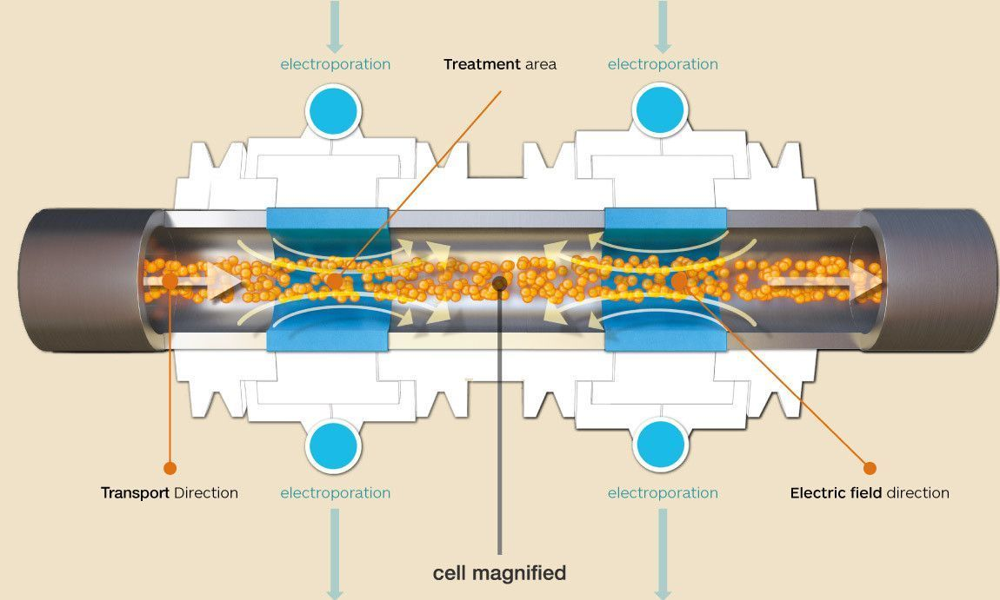 electroporation
Treatment area
electroporation
Transport Direction
electroporation
electroporation
Electric field direction
cell magnified